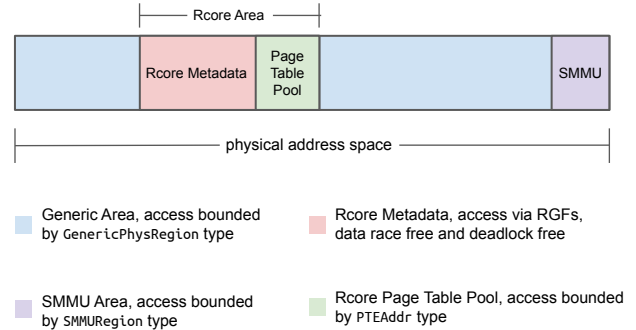 Rcore Area
Rcore Metadata
Page
Table
Pool
SMMU
physical address space
Generic Area, access bounded
by GenericPhysRegion type
Rcore Metadata, access via RGFs,
data race free and deadlock free
SMMU Area, access bounded
by SMMURegion type
Rcore Page Table Pool, access bounded
by PTEAddr type